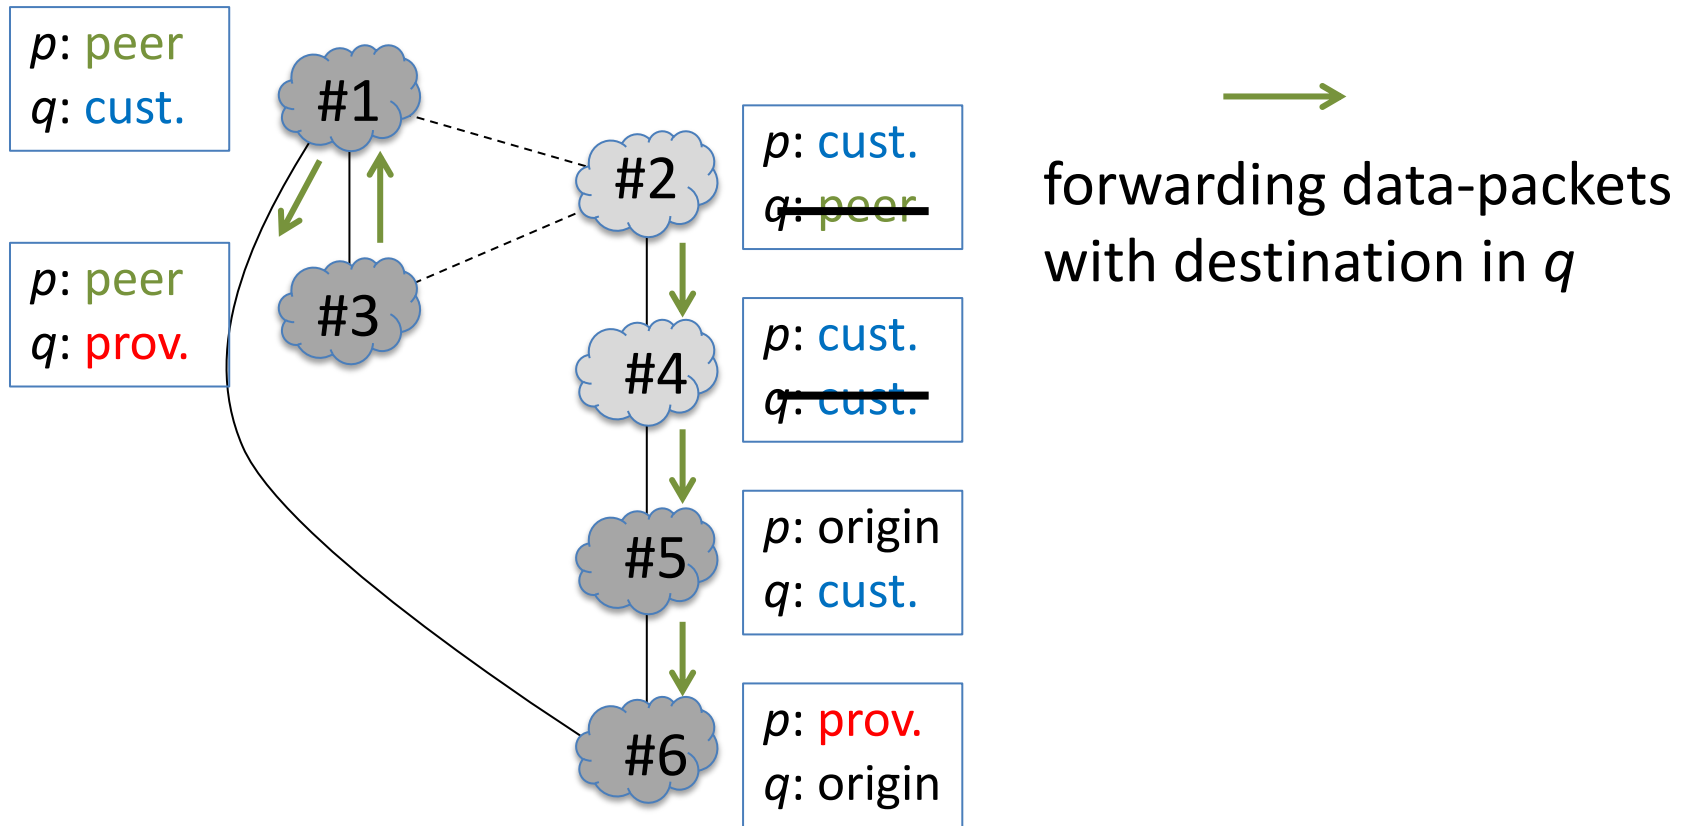 p: peer
q: cust.
#1
p: cust.
q: peer
#2
forwarding data-packets
with destination in q
p: peer
q: prov.
#3
p: cust.
q: cust.
#4
p: origin
q: cust.
#5
p: prov.
q: origin
#6